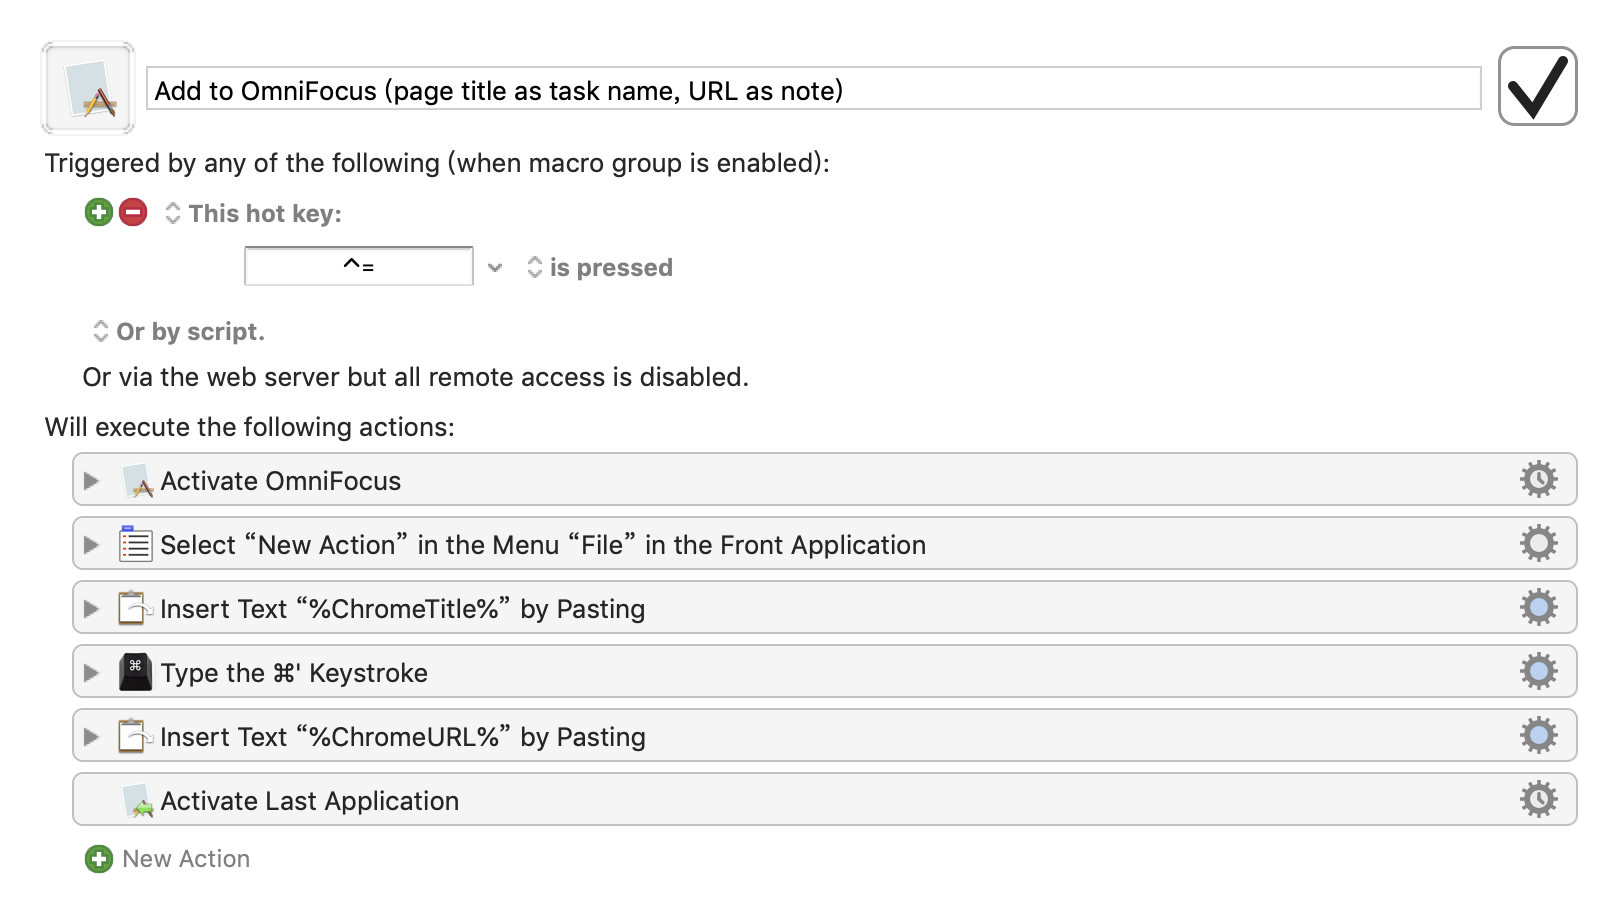 Add to OmniFocus (page title as task name, URL as note)
Triggered by any of the following (when macro group is enabled):
This hot key:
^= is pressed
Or by script.
Or via the web server but all remote access is disabled.
Will execute the following actions:
Activate OmniFocus
Select “New Action” in the Menu “File” in the Front Application
Insert Text “%ChromeTitle%” by Pasting
⌘ Type the ⌘' Keystroke
Insert Text “%ChromeURL%” by Pasting
Activate Last Application
New Action